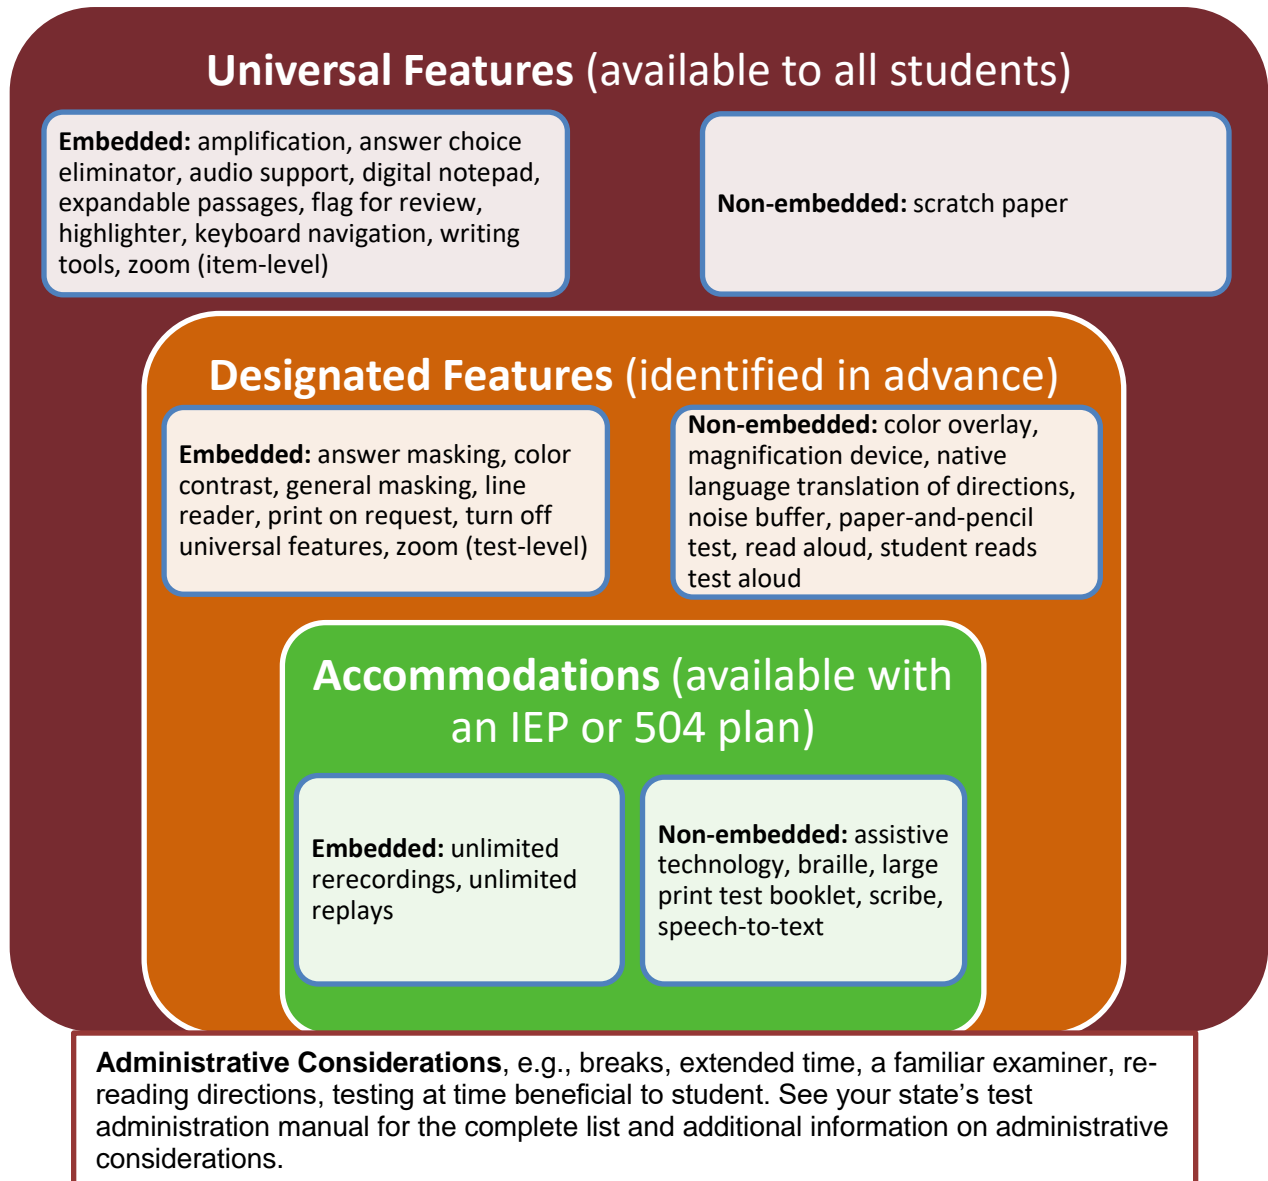 Universal Features (available to all students)
Embedded: amplification, answer choice
eliminator, audio support, digital notepad,
expandable passages, flag for review,
highlighter, keyboard navigation, writing
tools, zoom (item-level)
Non-embedded: scratch paper
Designated Features (identified in advance)
Embedded: answer masking, color
contrast, general masking, line
reader, print on request, turn off
universal features, zoom (test-level)
Non-embedded: color overlay,
magnification device, native
language translation of directions,
noise buffer, paper-and-pencil
test, read aloud, student reads
test aloud
Accommodations (available with
an IEP or 504 plan)
Embedded: unlimited
rerecordings, unlimited
replays
Non-embedded: assistive
technology, braille, large
print test booklet, scribe,
speech-to-text
Administrative Considerations, e.g., breaks, extended time, a familiar examiner, re-
reading directions, testing at time beneficial to student. See your state’s test
administration manual for the complete list and additional information on administrative
considerations.